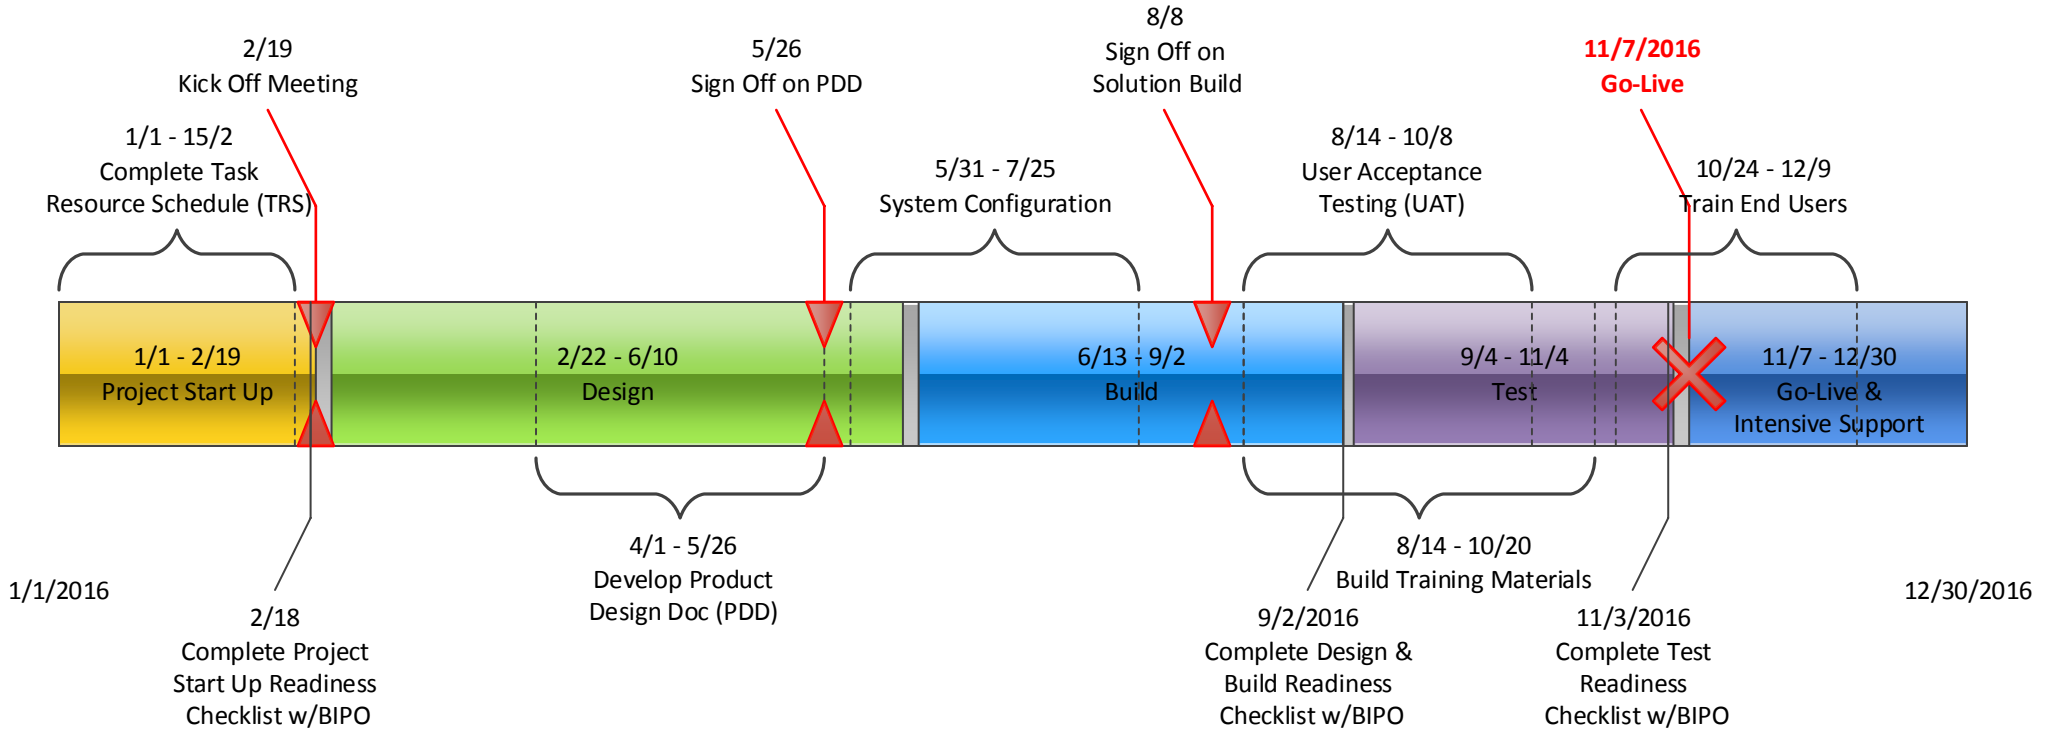 8/8
Sign Off on
Solution Build
2/19
Kick Off Meeting
5/26
Sign Off on PDD
11/7/2016
Go-Live
1/1 - 15/2
Complete Task
Resource Schedule (TRS)
5/31 - 7/25
System Configuration
8/14 - 10/8
User Acceptance
Testing (UAT)
10/24 - 12/9
Train End Users
1/1 - 2/19
Project Start Up
2/22 - 6/10
Design
6/13 - 9/2
Build
9/4 - 11/4
Test
11/7 - 12/30
Go-Live &
Intensive Support
4/1 - 5/26
Develop Product
Design Doc (PDD)
8/14 - 10/20
Build Training Materials
1/1/2016
12/30/2016
2/18
Complete Project
Start Up Readiness
Checklist w/BIPO
9/2/2016
Complete Design &
Build Readiness
Checklist w/BIPO
11/3/2016
Complete Test
Readiness
Checklist w/BIPO